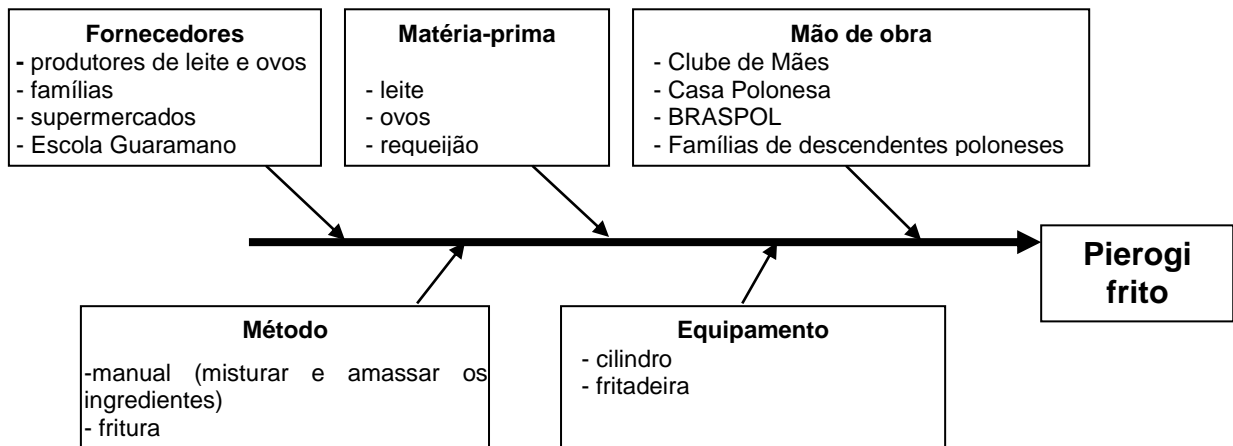 Fornecedores
- produtores de leite e ovos
- famílias
- supermercados
- Escola Guaramano
Matéria-prima
- leite
- ovos
- requeijão
Mão de obra
- Clube de Mães
- Casa Polonesa
- BRASPOL
- Famílias de descendentes poloneses
Pierogi
frito
Método
-manual (misturar e amassar os
ingredientes)
- fritura
Equipamento
- cilindro
- fritadeira